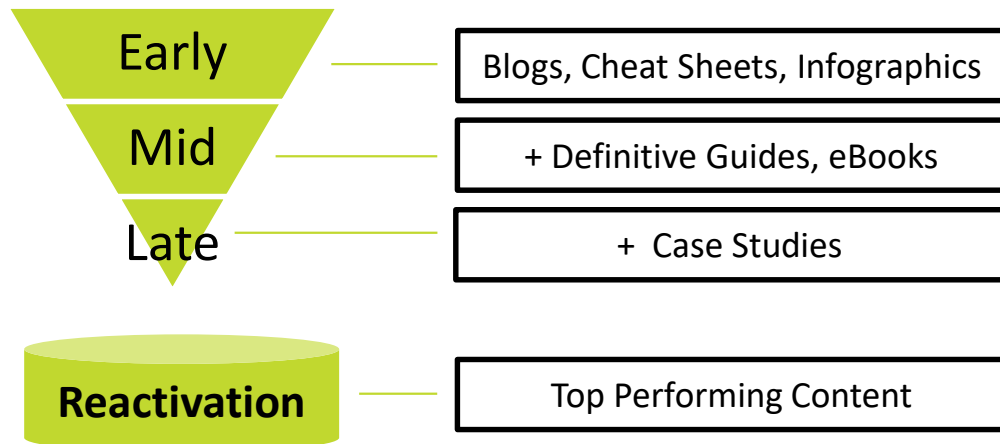 Early
Blogs, Cheat Sheets, Infographics
Mid
+ Definitive Guides, eBooks
Late
+ Case Studies
Reactivation
Top Performing Content